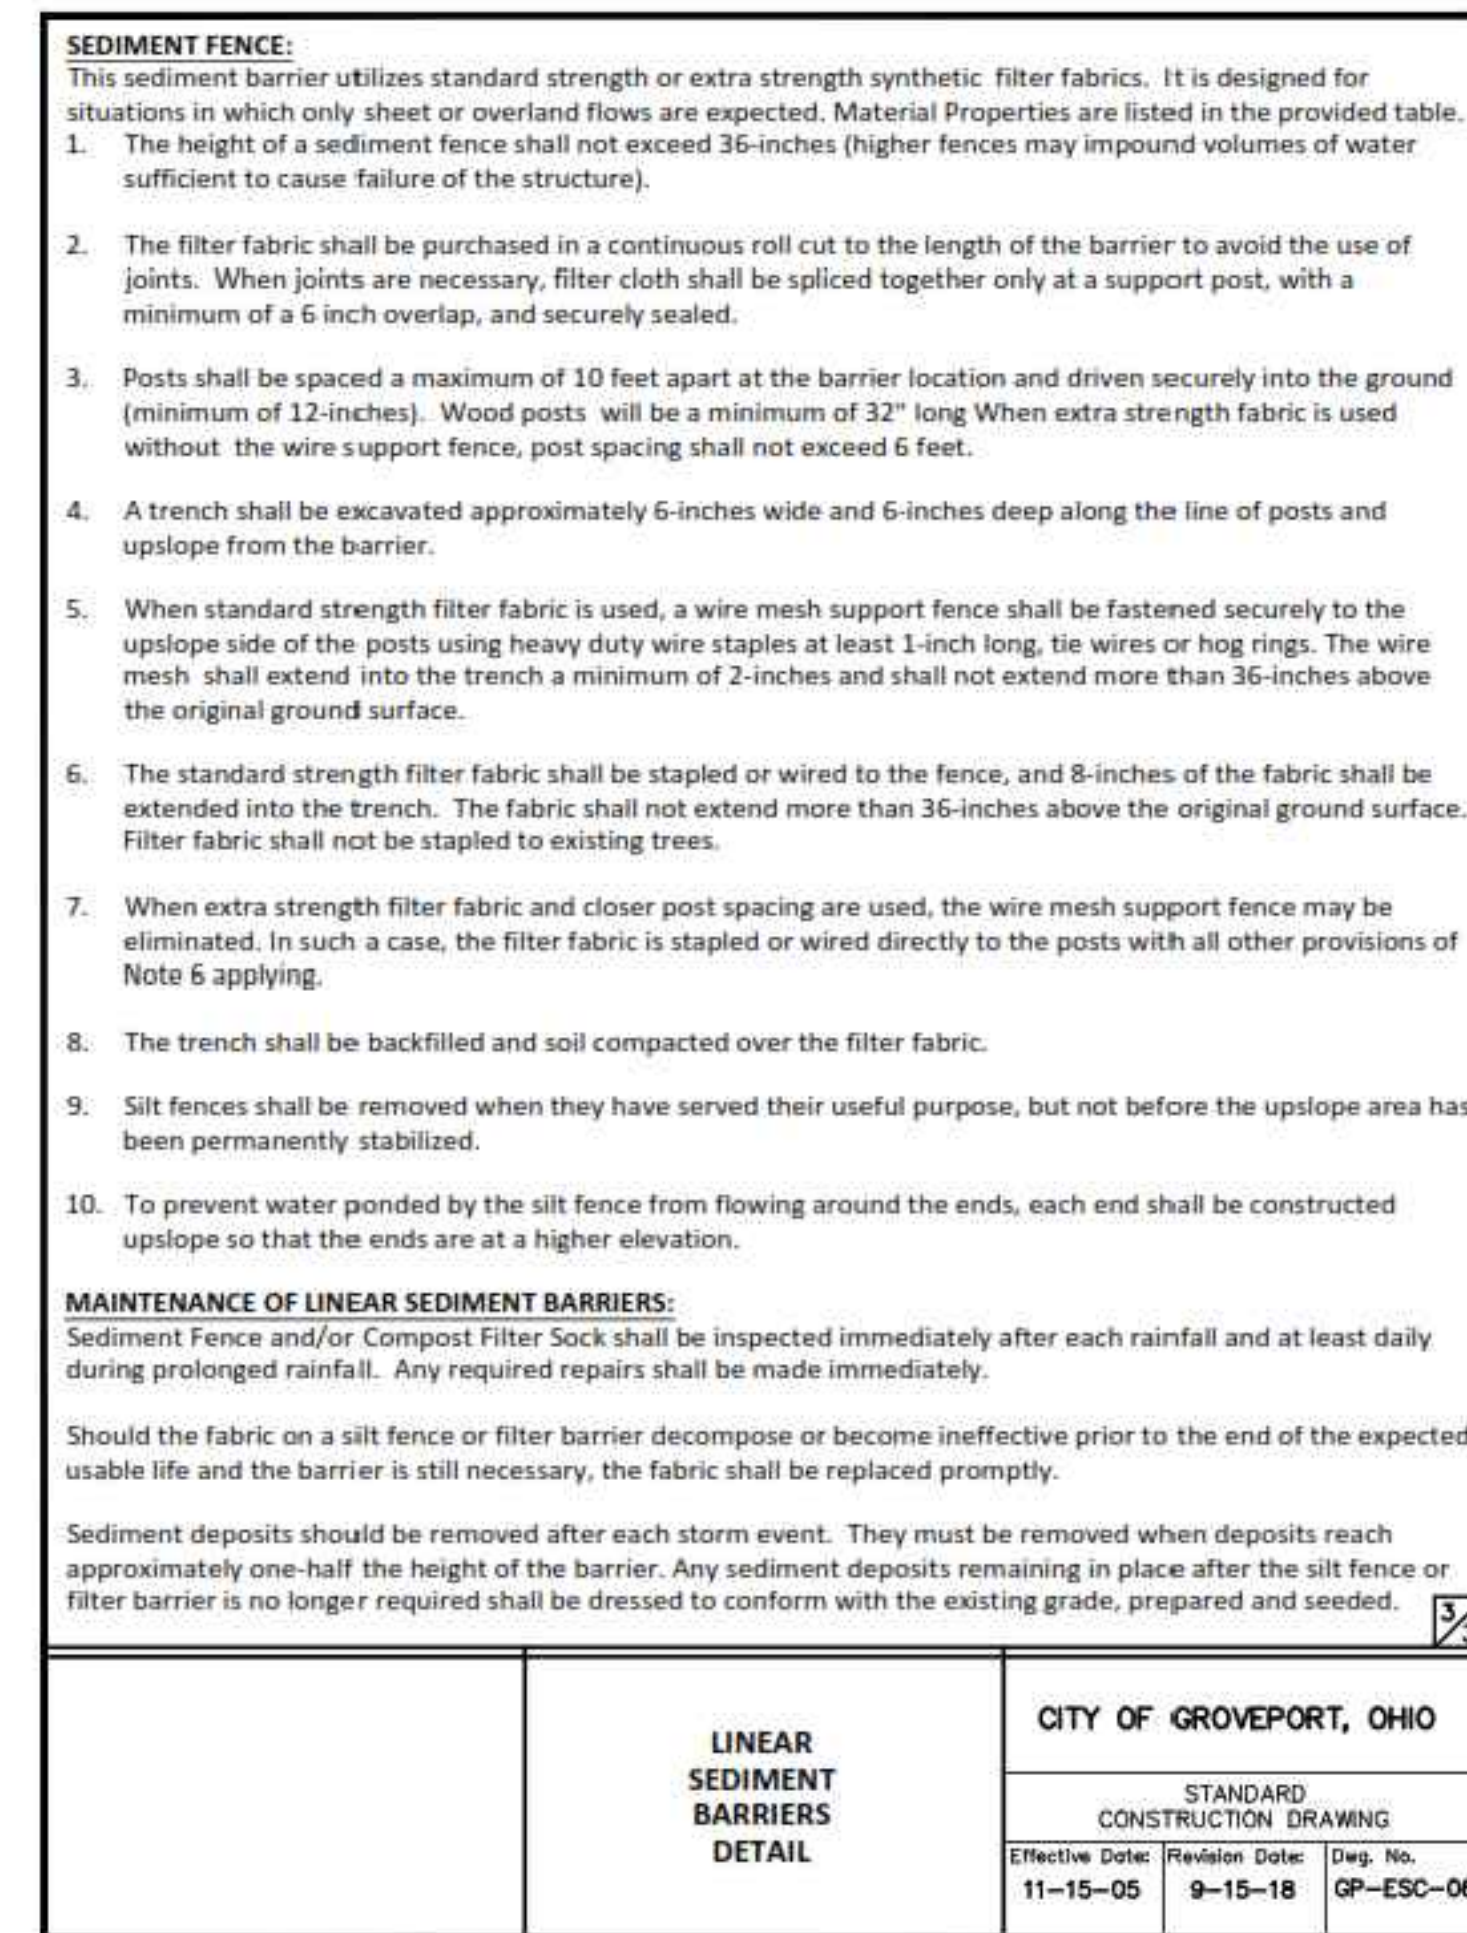 SEDIMENT FENCE:
This sediment barrier utilizes standard strength or extra strength synthetic filter fabrics. It is designed for
situations in which only sheet or overland flows are expected. Material Properties are listed in the provided table.
1. The height of a sediment fence shall not exceed 36-inches (higher fences may impound volumes of water
sufficient to cause failure of the structure).
2. The filter fabric shall be purchased in a continuous roll cut to the length of the barrier to avoid the use of
joints. When joints are necessary, filter cloth shall be spliced together only at a support post, with a
minimum of a 6 inch overlap, and securely sealed.
3. Posts shall be spaced a maximum of 10 feet apart at the barrier location and driven securely into the ground
(minimum of 12-inches). Wood posts will be a minimum of 32" long When extra strength fabric is used
without the wire support fence, post spacing shall not exceed 6 feet.
4. A trench shall be excavated approximately 6-inches wide and 6-inches deep along the line of posts and
upslope from the barrier.
5. When standard strength filter fabric is used, a wire mesh support fence shall be fastened securely to the
upslope side of the posts using heavy duty wire staples at least 1-inch long, tie wires or hog rings. The wire
mesh shall extend into the trench a minimum of 2-inches and shall not extend more than 36-inches above
the original ground surface.
6. The standard strength filter fabric shall be stapled or wired to the fence, and 8-inches of the fabric shall be
extended into the trench. The fabric shall not extend more than 36-inches above the original ground surface.
Filter fabric shall not be stapled to existing trees.
7. When extra strength filter fabric and closer post spacing are used, the wire mesh support fence may be
eliminated. In such a case, the filter fabric is stapled or wired directly to the posts with all other provisions of
Note 6 applying.
8. The trench shall be backfilled and soil compacted over the filter fabric.
9. Silt fences shall be removed when they have served their useful purpose, but not before the upslope area has
been permanently stabilized.
10. To prevent water ponded by the silt fence from flowing around the ends, each end shall be constructed
upslope so that the ends are at a higher elevation.
MAINTENANCE OF LINEAR SEDIMENT BARRIERS:
Sediment Fence and/or Compost Filter Sock shall be inspected immediately after each rainfall and at least daily
during prolonged rainfall. Any required repairs shall be made immediately.
Should the fabric on a silt fence or filter barrier decompose or become ineffective prior to the end of the expected
usable life and the barrier is still necessary, the fabric shall be replaced promptly.
Sediment deposits should be removed after each storm event. They must be removed when deposits reach
approximately one-half the height of the barrier. Any sediment deposits remaining in place after the silt fence or
filter barrier is no longer required shall be dressed to conform with the existing grade, prepared and seeded.
3/
LINEAR
SEDIMENT
BARRIERS
DETAIL
CITY OF GROVEPORT, OHIO
STANDARD
CONSTRUCTION DRAWING
Effective Date: Revision Date: Dwg. No.
11-15-05 9-15-18 GP-ESC-06